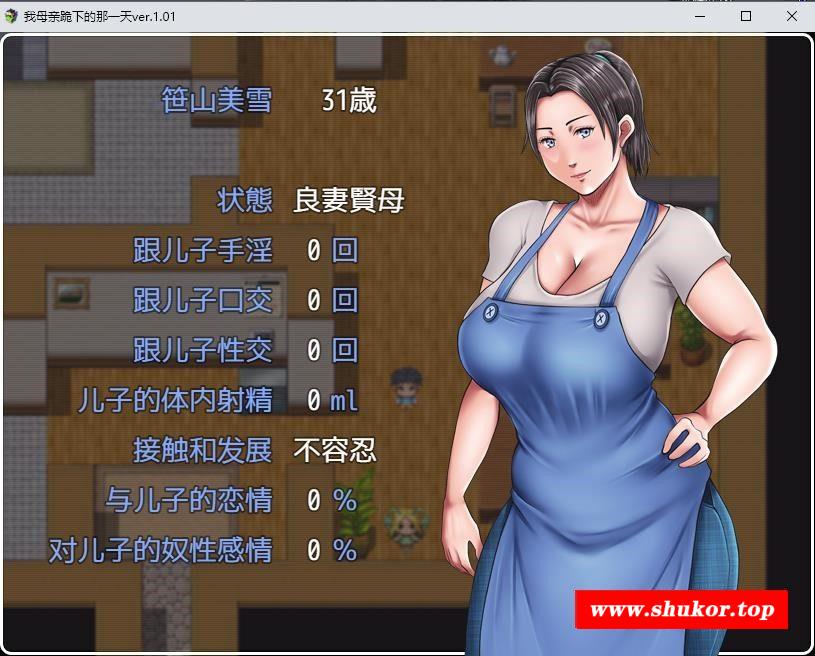 我母亲跪下的那一天ver.1.01
笹山美雪 31歳
状態 良妻賢母
跟儿子手淫 0 回
跟儿子口交 0 回
跟儿子性交 0 回
儿子的体内射精 0 ml
接触和发展 不容忍
与儿子的恋情 0 %
对儿子的奴性感情 0 %
www.shukor.top